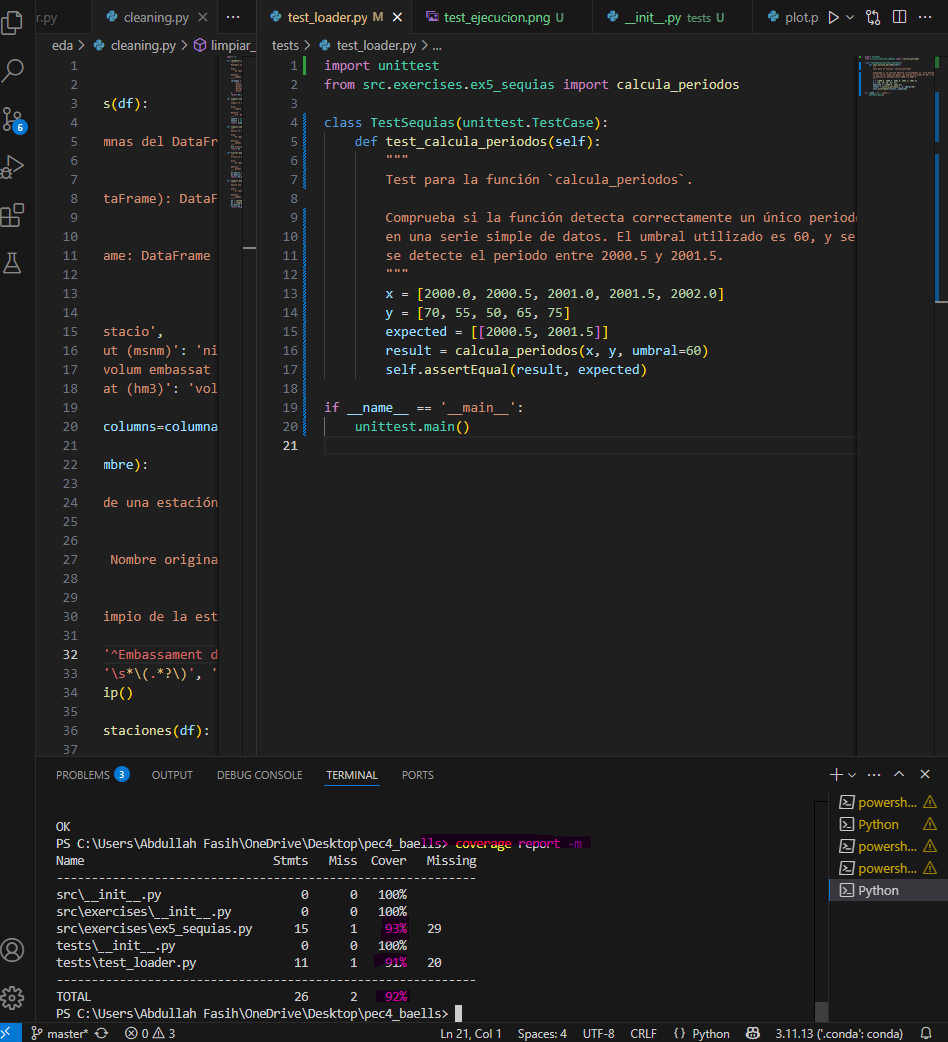 r.py cleaning.py ... test_loader.py M test_ejecucion.png U __init__.py tests U plot.p ...
eda > cleaning.py > limpiar_
tests > test_loader.py > ...
1
2
3 s(df):
4
5 mnas del DataFr
6
7
8 taFrame): DataF
9
10
11 ame: DataFrame
12
13
14
15 stacio',
16 ut (msnm)': 'ni
17 volum embassat
18 at (hm3)': 'vol
19
20 columns=columna
21
22 mbre):
23
24 de una estación
25
26
27 Nombre origina
28
29
30 impio de la est
31
32 '^Embassament d
33 '\s*\(.*?\)', '
34 ip()
35
36 staciones(df):
37
1 import unittest
2 from src.exercises.ex5_sequias import calcula_periodos
3
4 class TestSequias(unittest.TestCase):
5 def test_calcula_periodos(self):
6 """
7 Test para la función `calcula_periodos`.
8
9 Comprueba si la función detecta correctamente un único periodo
10 en una serie simple de datos. El umbral utilizado es 60, y se
11 se detecte el periodo entre 2000.5 y 2001.5.
12 """
13 x = [2000.0, 2000.5, 2001.0, 2001.5, 2002.0]
14 y = [70, 55, 50, 65, 75]
15 expected = [[2000.5, 2001.5]]
16 result = calcula_periodos(x, y, umbral=60)
17 self.assertEqual(result, expected)
18
19 if __name__ == '__main__':
20 unittest.main()
21
6
PROBLEMS 3 OUTPUT DEBUG CONSOLE TERMINAL PORTS
OK
PS C:\Users\Abdullah Fasih\OneDrive\Desktop\pec4_baells> coverage report -m
Name Stmts Miss Cover Missing
-------------------------------------------------------
src\__init__.py 0 0 100%
src\exercises\__init__.py 0 0 100%
src\exercises\ex5_sequias.py 15 1 93% 29
tests\__init__.py 0 0 100%
tests\test_loader.py 11 1 91% 20
-------------------------------------------------------
TOTAL 26 2 92%
PS C:\Users\Abdullah Fasih\OneDrive\Desktop\pec4_baells>
powersh...
Python
powersh...
powersh...
Python
master* 0 3 Ln 21, Col 1 Spaces: 4 UTF-8 CRLF {} Python 3.11.13 ('.conda': conda)